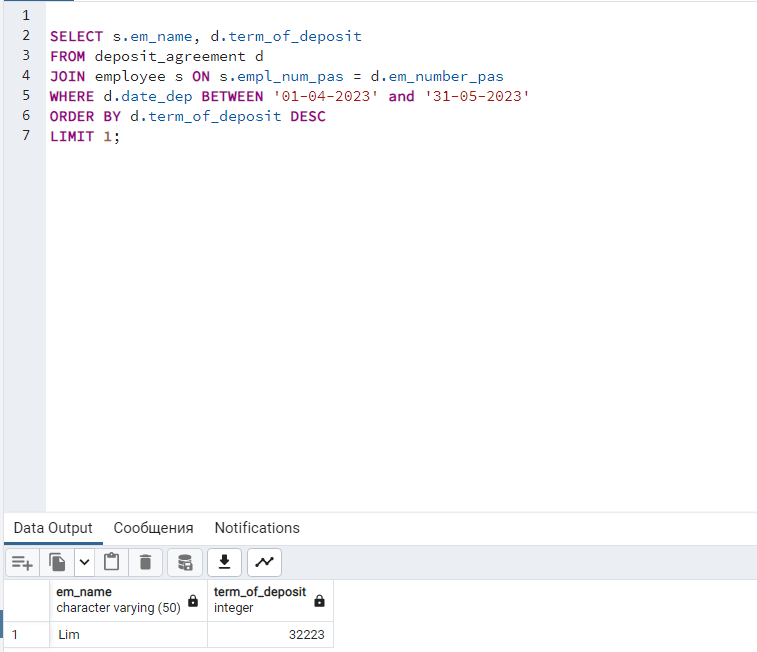 1
2 SELECT s.em_name, d.term_of_deposit
3 FROM deposit_agreement d
4 JOIN employee s ON s.empl_num_pas = d.em_number_pas
5 WHERE d.date_dep BETWEEN '01-04-2023' and '31-05-2023'
6 ORDER BY d.term_of_deposit DESC
7 LIMIT 1;
Data Output Сообщения Notifications
em_name term_of_deposit
character varying (50) integer
1 Lim 32223